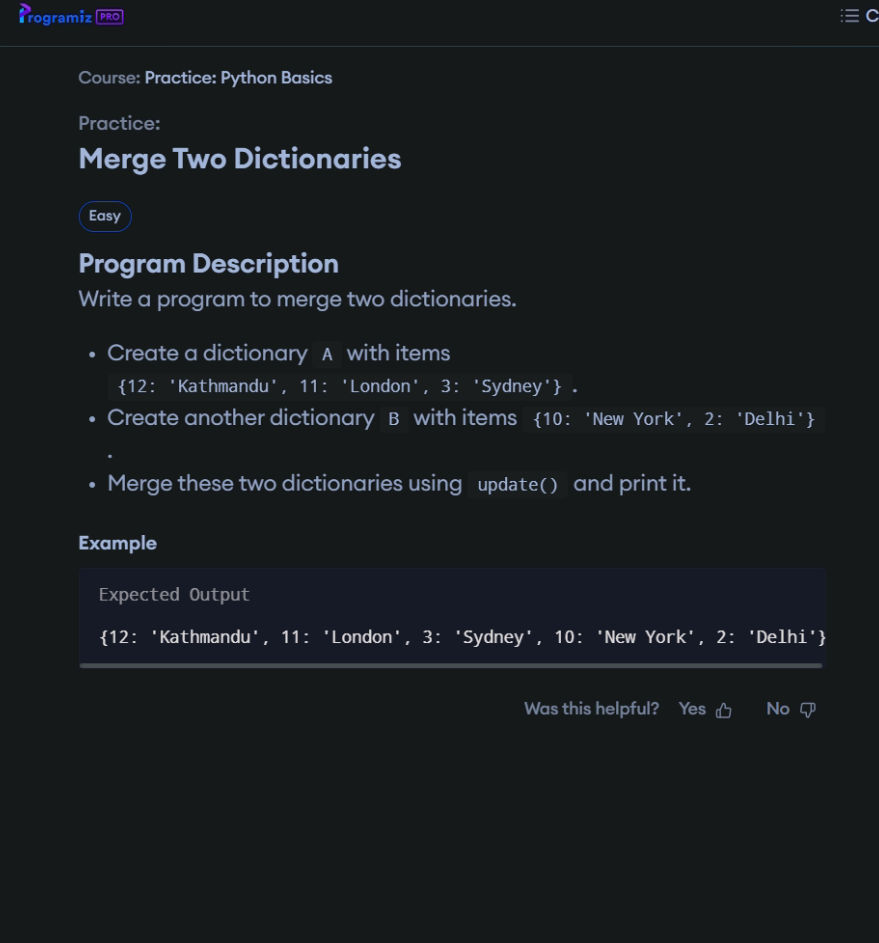 Programiz PRO
C
Course: Practice: Python Basics
Practice:
Merge Two Dictionaries
Easy
Program Description
Write a program to merge two dictionaries.
• Create a dictionary A with items
{12: 'Kathmandu', 11: 'London', 3: 'Sydney'} .
• Create another dictionary B with items {10: 'New York', 2: 'Delhi'}
.
• Merge these two dictionaries using update() and print it.
Example
Expected Output
{12: 'Kathmandu', 11: 'London', 3: 'Sydney', 10: 'New York', 2: 'Delhi'}
Was this helpful? Yes No